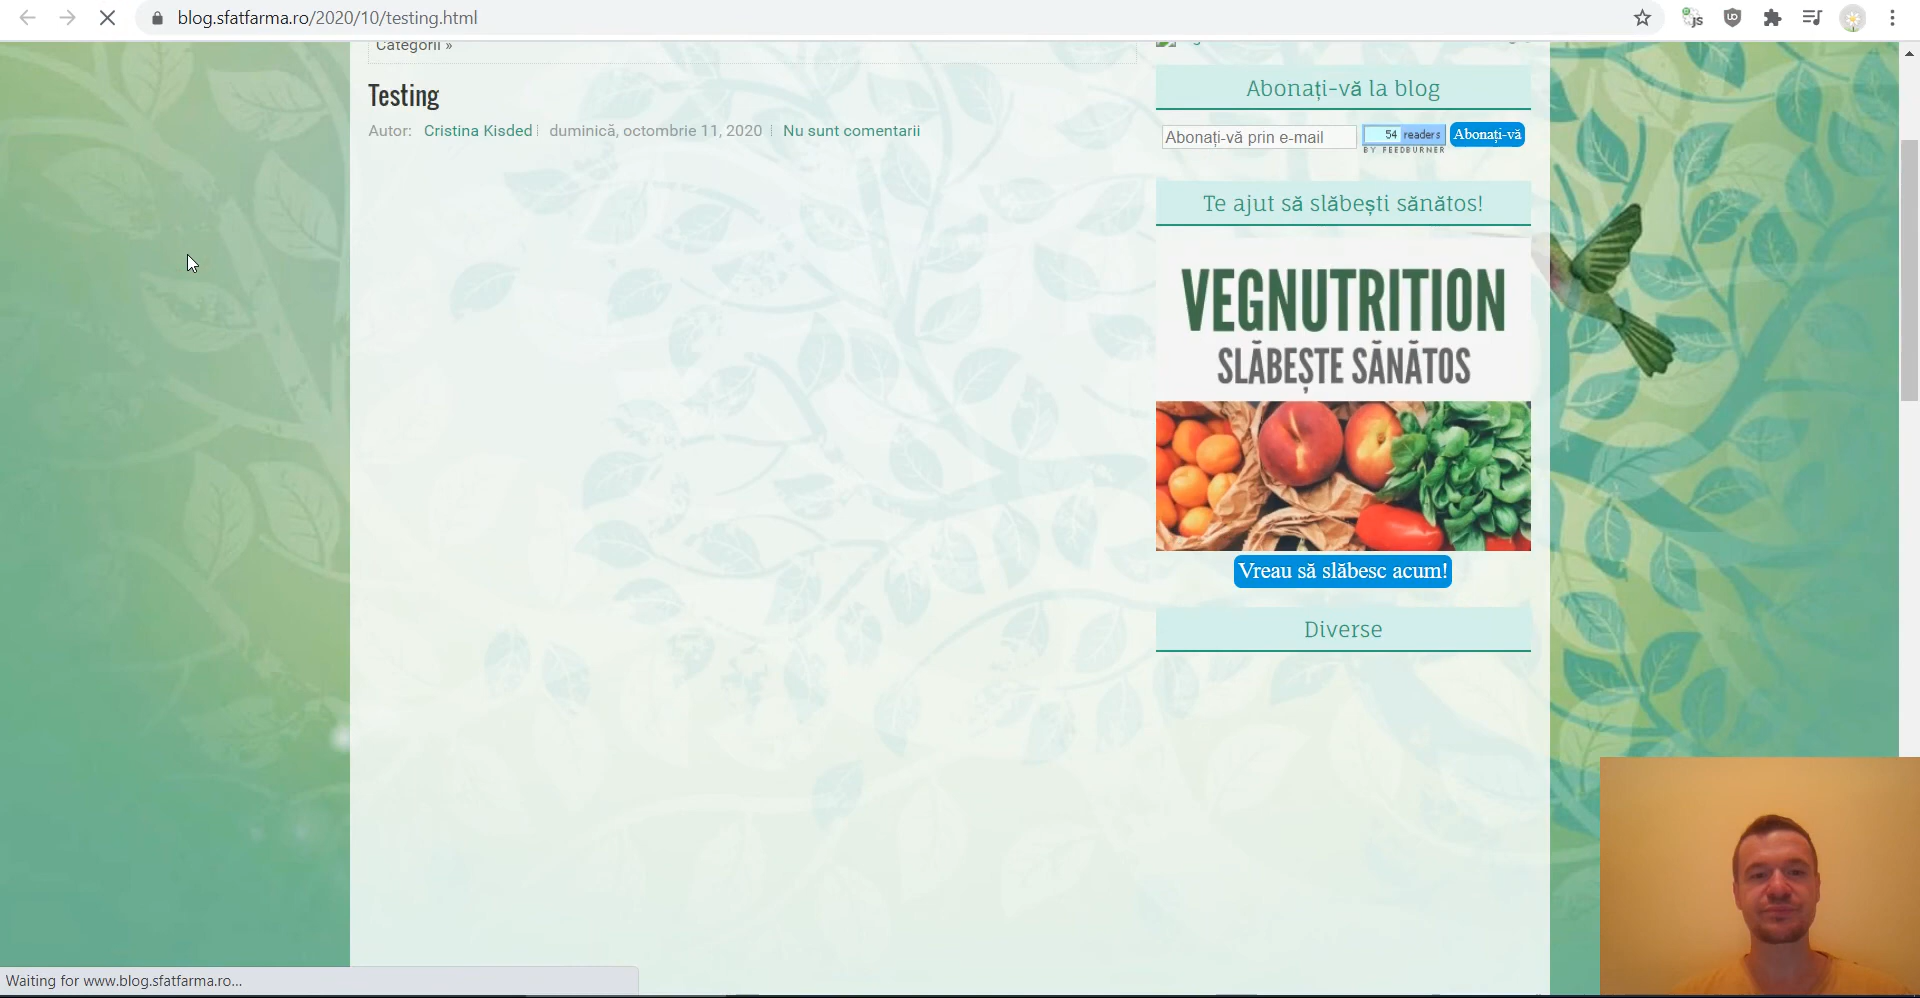 blog.sfatfarma.ro/2020/10/testing.html
Categorii »
Testing
Autor: Cristina Kisded duminică, octombrie 11, 2020 Nu sunt comentarii
Abonați-vă la blog
Abonați-vă prin e-mail
54 readers
BY FEEDBURNER
Abonați-vă
Te ajut să slăbești sănătos!
VEGNUTRITION
SLĂBEȘTE SĂNĂTOS
Vreau să slăbesc acum!
Diverse
Waiting for www.blog.sfatfarma.ro...